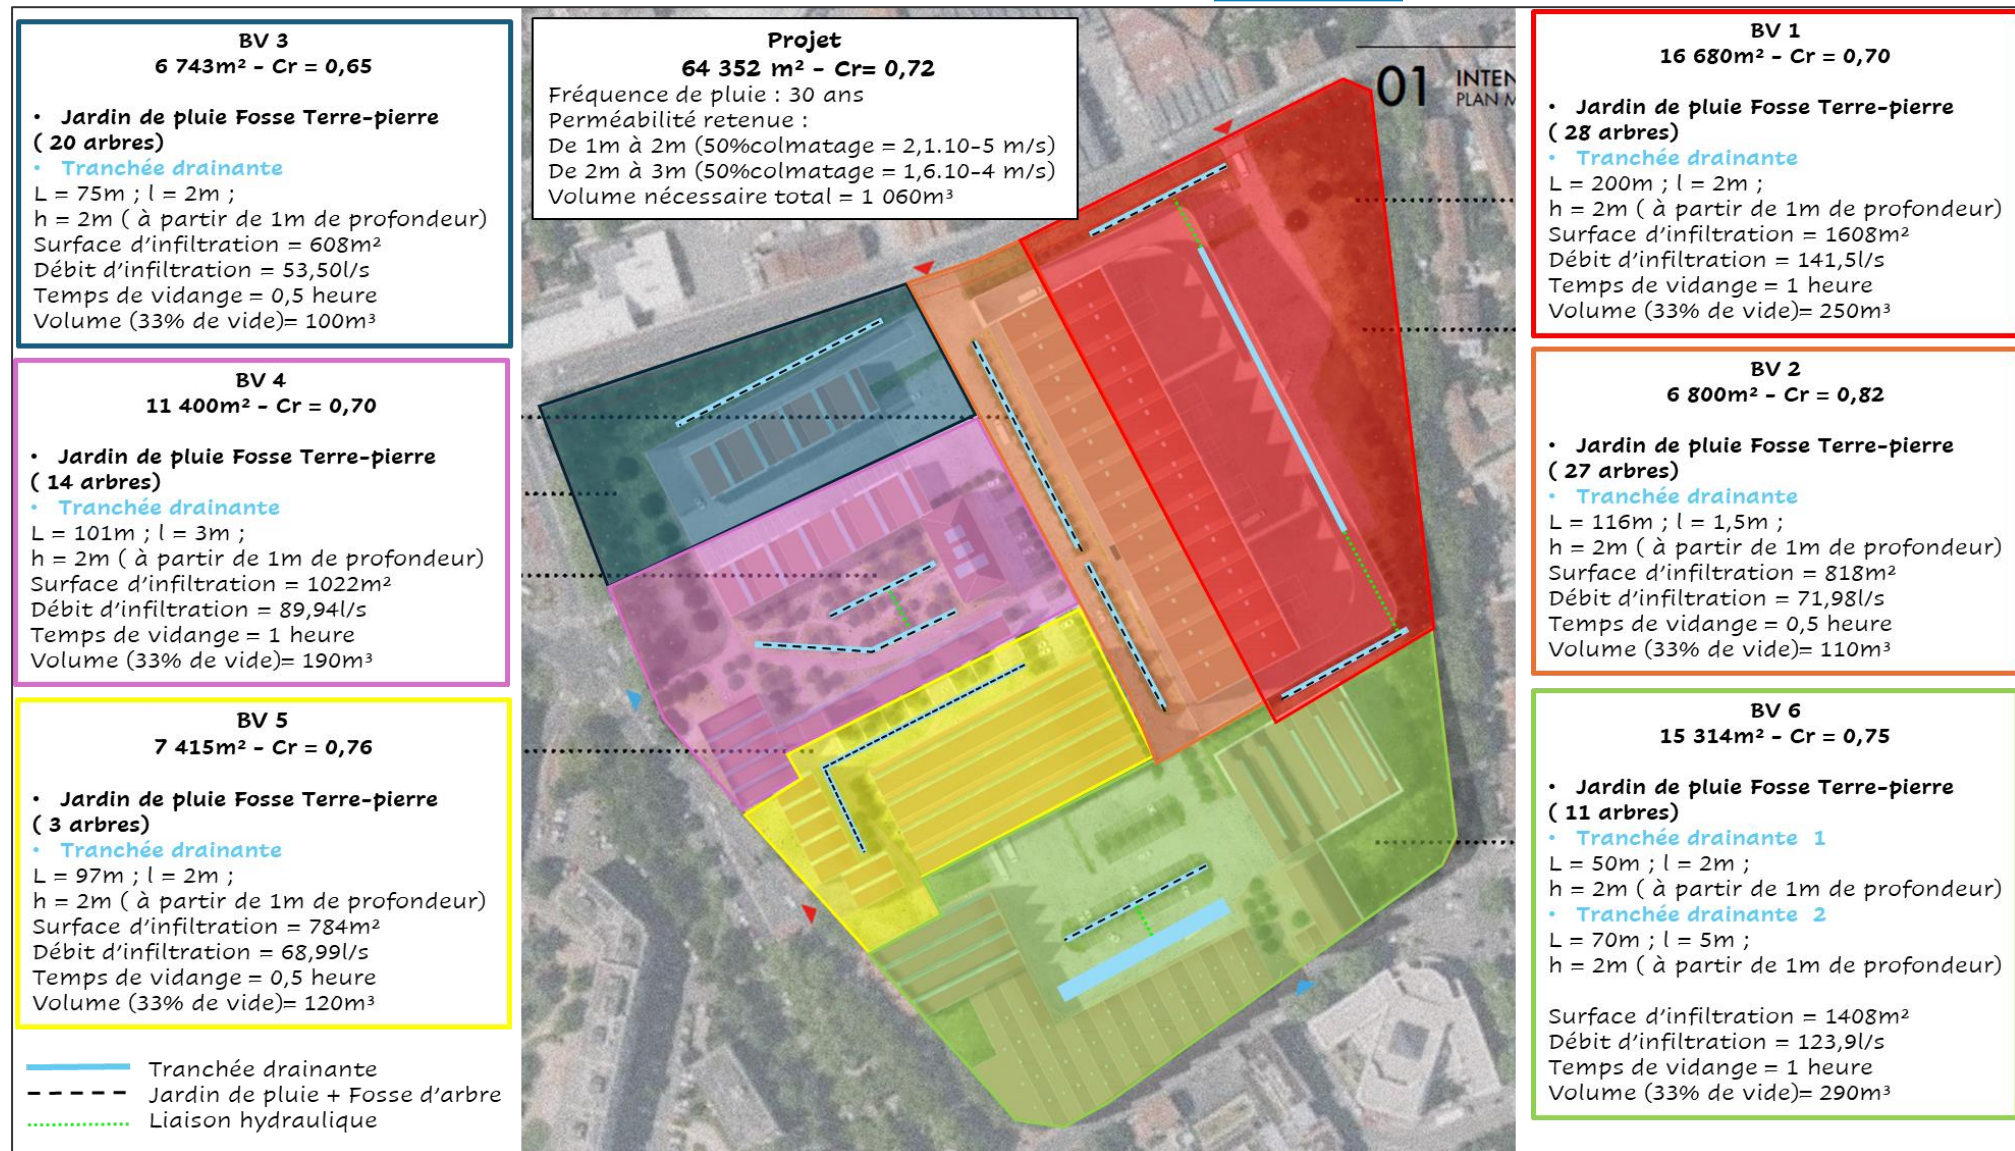 BV 3
6 743m² - Cr = 0,65
• Jardin de pluie Fosse Terre-pierre
( 20 arbres)
• Tranchée drainante
L = 75m ; l = 2m ;
h = 2m ( à partir de 1m de profondeur)
Surface d'infiltration = 608m²
Débit d'infiltration = 53,50l/s
Temps de vidange = 0,5 heure
Volume (33% de vide)= 100m³
BV 4
11 400m² - Cr = 0,70
• Jardin de pluie Fosse Terre-pierre
( 14 arbres)
• Tranchée drainante
L = 101m ; l = 3m ;
h = 2m ( à partir de 1m de profondeur)
Surface d'infiltration = 1022m²
Débit d'infiltration = 89,94l/s
Temps de vidange = 1 heure
Volume (33% de vide)= 190m³
BV 5
7 415m² - Cr = 0,76
• Jardin de pluie Fosse Terre-pierre
( 3 arbres)
• Tranchée drainante
L = 97m ; l = 2m ;
h = 2m ( à partir de 1m de profondeur)
Surface d'infiltration = 784m²
Débit d'infiltration = 68,99l/s
Temps de vidange = 0,5 heure
Volume (33% de vide)= 120m³
Tranchée drainante
Jardin de pluie + Fosse d'arbre
Liaison hydraulique
Projet
64 352 m² - Cr= 0,72
Fréquence de pluie : 30 ans
Perméabilité retenue :
De 1m à 2m (50%colmatage = 2,1.10-5 m/s)
De 2m à 3m (50%colmatage = 1,6.10-4 m/s)
Volume nécessaire total = 1 060m³
01 INTEN
PLAN M
BV 1
16 680m² - Cr = 0,70
• Jardin de pluie Fosse Terre-pierre
( 28 arbres)
• Tranchée drainante
L = 200m ; l = 2m ;
h = 2m ( à partir de 1m de profondeur)
Surface d'infiltration = 1608m²
Débit d'infiltration = 141,5l/s
Temps de vidange = 1 heure
Volume (33% de vide)= 250m³
BV 2
6 800m² - Cr = 0,82
• Jardin de pluie Fosse Terre-pierre
( 27 arbres)
• Tranchée drainante
L = 116m ; l = 1,5m ;
h = 2m ( à partir de 1m de profondeur)
Surface d'infiltration = 818m²
Débit d'infiltration = 71,98l/s
Temps de vidange = 0,5 heure
Volume (33% de vide)= 110m³
BV 6
15 314m² - Cr = 0,75
• Jardin de pluie Fosse Terre-pierre
( 11 arbres)
• Tranchée drainante 1
L = 50m ; l = 2m ;
h = 2m ( à partir de 1m de profondeur)
• Tranchée drainante 2
L = 70m ; l = 5m ;
h = 2m ( à partir de 1m de profondeur)
Surface d'infiltration = 1408m²
Débit d'infiltration = 123,9l/s
Temps de vidange = 1 heure
Volume (33% de vide)= 290m³